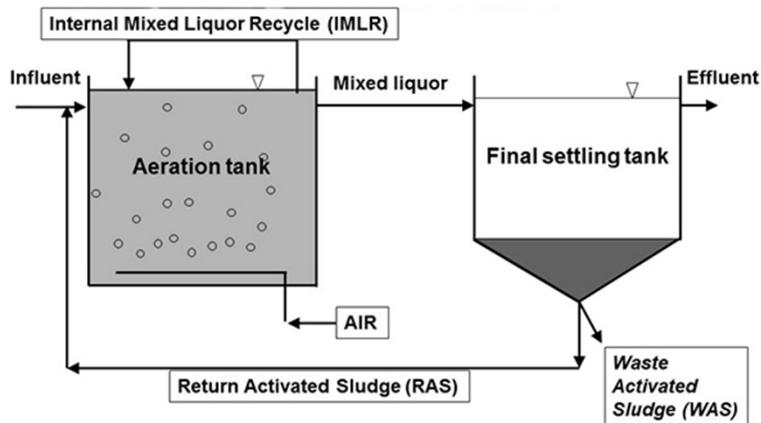 Internal Mixed Liquor Recycle (IMLR)
Influent
Mixed liquor
Effluent
Aeration tank
Final settling tank
AIR
Return Activated Sludge (RAS)
Waste
Activated
Sludge (WAS)